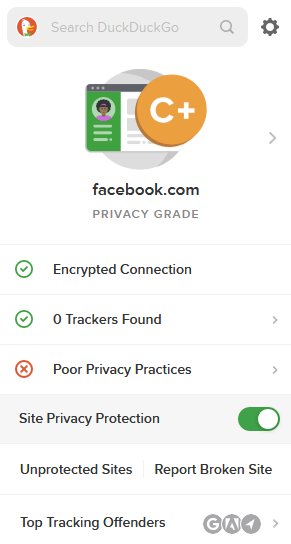 Search DuckDuckGo
C+
facebook.com
PRIVACY GRADE
Encrypted Connection
0 Trackers Found
Poor Privacy Practices
Site Privacy Protection
Unprotected Sites Report Broken Site
Top Tracking Offenders